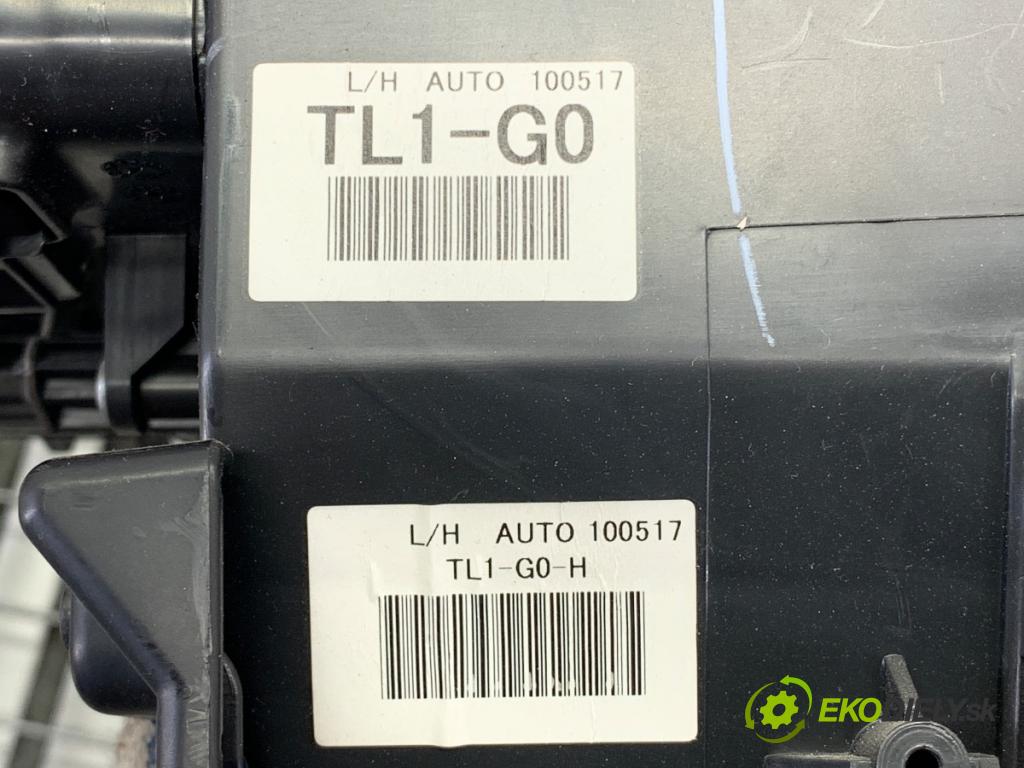 L/H AUTO 100517
TL1-G0
L/H AUTO 100517
TL1-G0-H
EKODIELY.sk